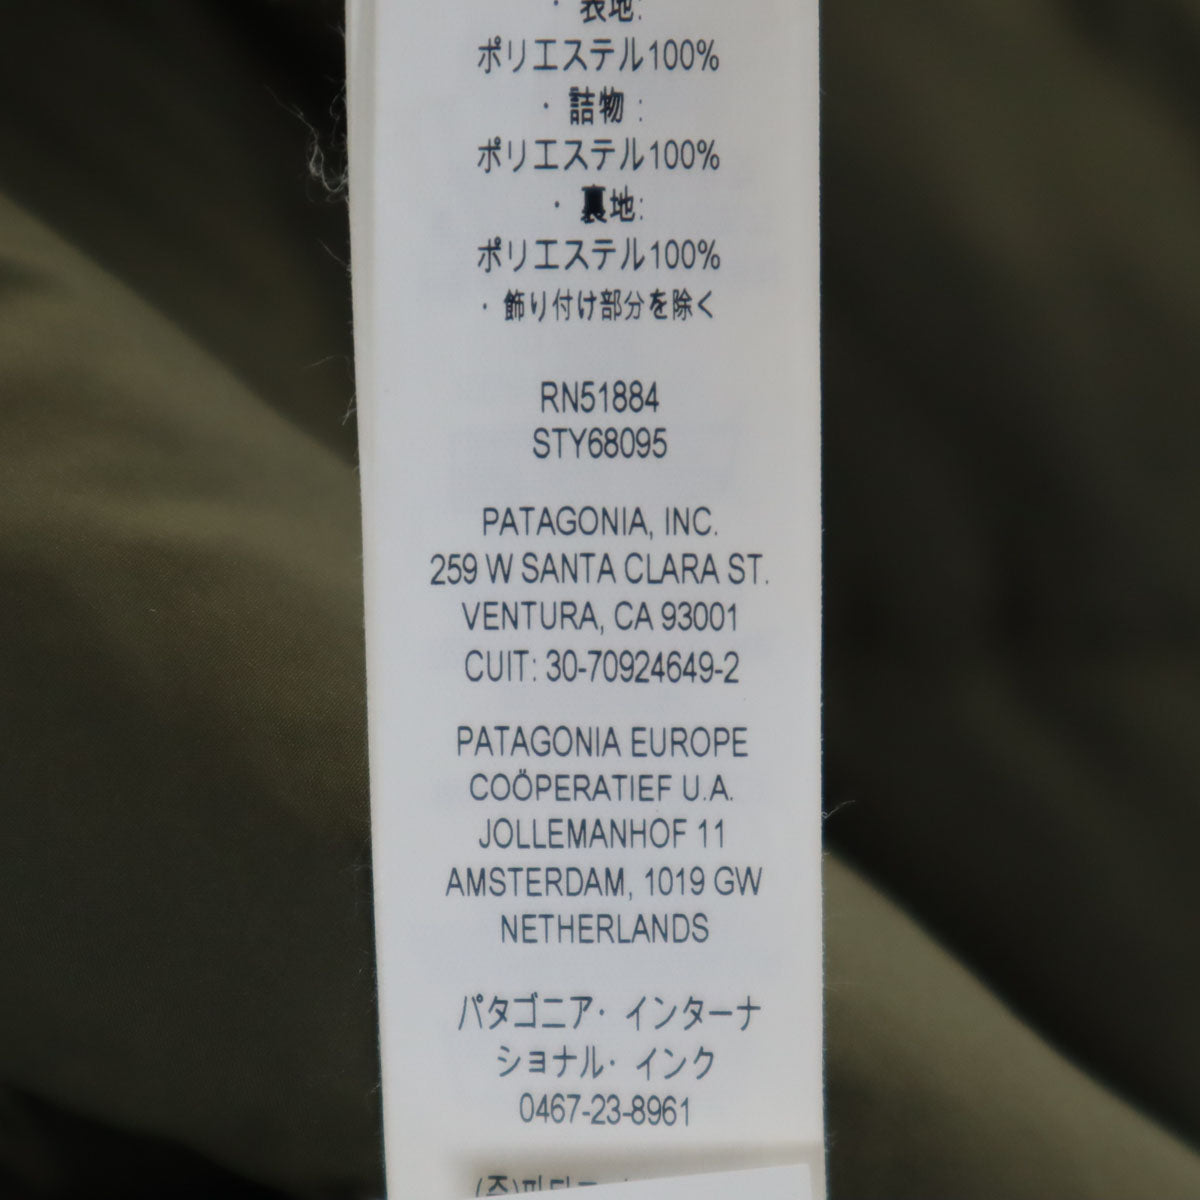 ・表地:
ポリエステル100%
・詰物:
ポリエステル100%
・裏地:
ポリエステル100%
・飾り付け部分を除く
RN51884
STY68095
PATAGONIA, INC.
259 W SANTA CLARA ST.
VENTURA, CA 93001
CUIT: 30-70924649-2
PATAGONIA EUROPE
COÖPERATIEF U.A.
JOLLEMANHOF 11
AMSTERDAM, 1019 GW
NETHERLANDS
パタゴニア・インターナ
ショナル・インク
0467-23-8961